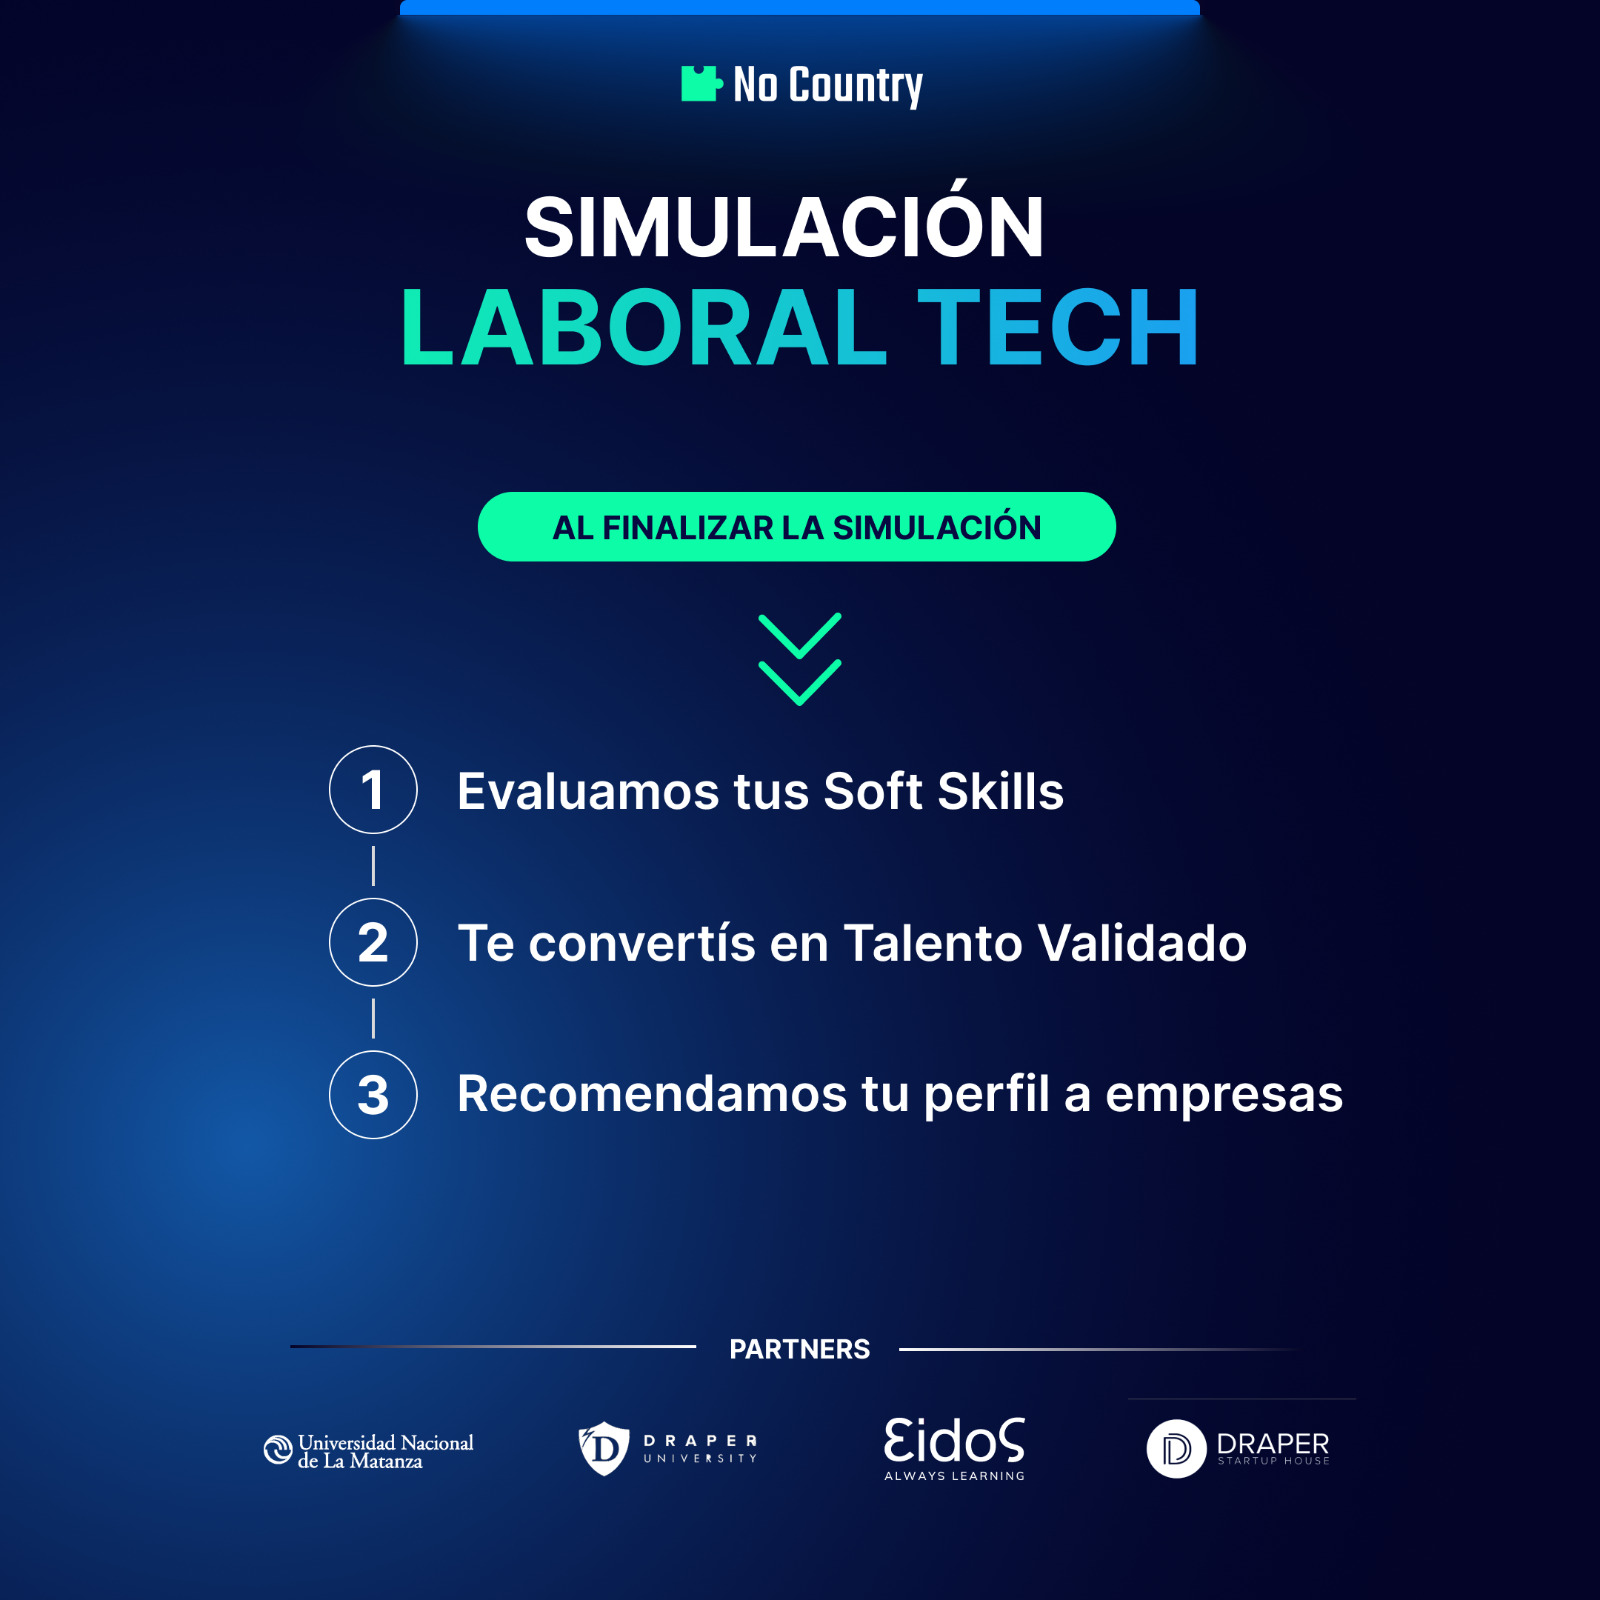 No Country
SIMULACIÓN
LABORAL TECH
AL FINALIZAR LA SIMULACIÓN
1 Evaluamos tus Soft Skills
2 Te convertís en Talento Validado
3 Recomendamos tu perfil a empresas
PARTNERS
Universidad Nacional
de La Matanza
D DRAPER
UNIVERSITY
EidoS
ALWAYS LEARNING
D DRAPER
STARTUP HOUSE